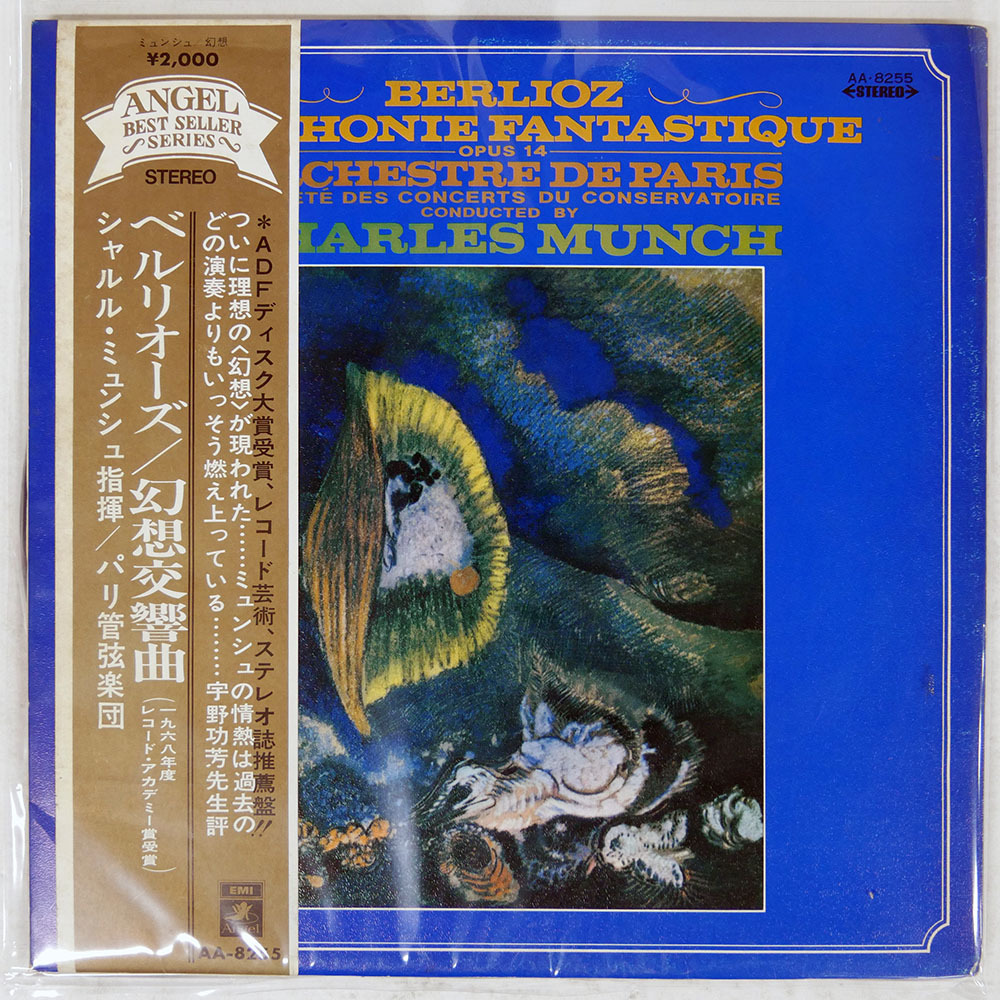 ミュンシュ/幻想
¥2,000
ANGEL
BEST SELLER
SERIES
STEREO
ベルリオーズ/幻想交響曲
(一九六八年度
レコード・アカデミー賞受賞)
シャルル・ミュンシュ指揮/パリ管弦楽団
*ADFディスク大賞受賞、レコード芸術、ステレオ誌推薦盤!!
ついに理想の〈幻想〉が現われた……ミュンシュの情熱は過去の
どの演奏よりもいっそう燃え上っている………宇野功芳先生評
EMI
Angel
AA-8255
AA-8255
STEREO
BERLIOZ
PHONIE FANTASTIQUE
OPUS 14
CHESTRE DE PARIS
ÉTÉ DES CONCERTS DU CONSERVATOIRE
CONDUCTED BY
HARLES MUNCH